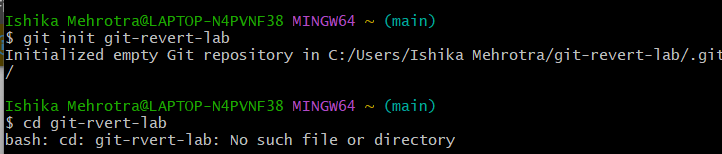 Ishika Mehrotra@LAPTOP-N4PVNF38 MINGW64 ~ (main)
$ git init git-revert-lab
Initialized empty Git repository in C:/Users/Ishika Mehrotra/git-revert-lab/.git
/
Ishika Mehrotra@LAPTOP-N4PVNF38 MINGW64 ~ (main)
$ cd git-rvert-lab
bash: cd: git-rvert-lab: No such file or directory